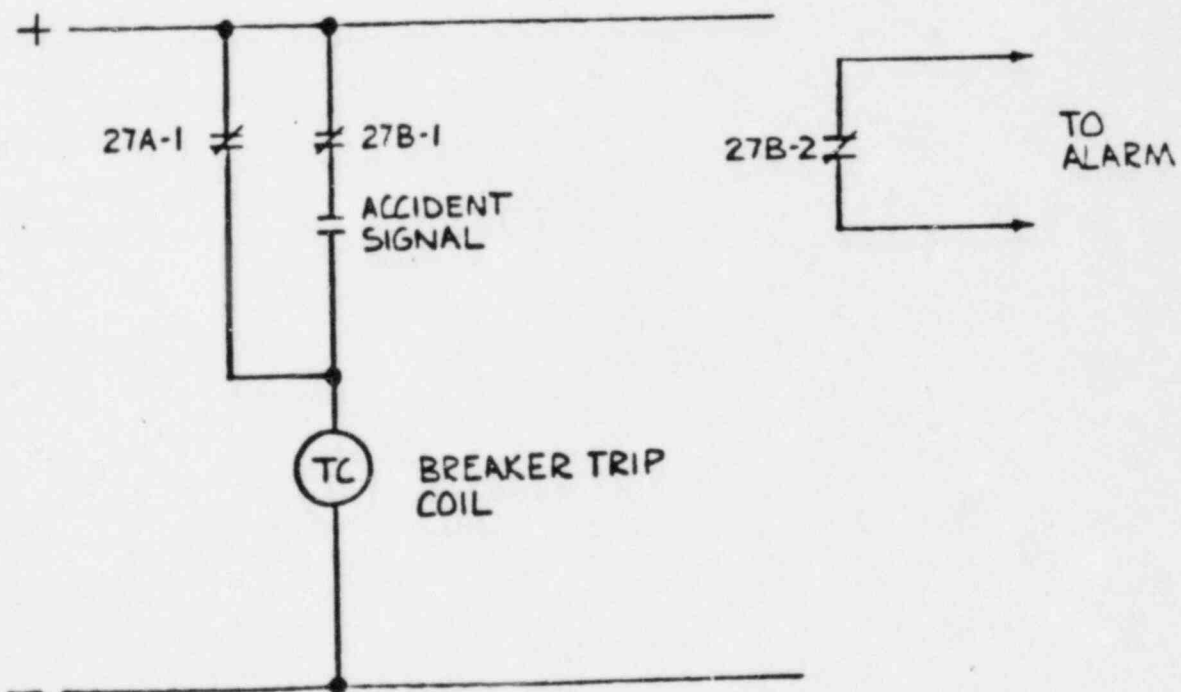 +
27A-1
27B-1
ACCIDENT
SIGNAL
27B-2
TO
ALARM
TC
BREAKER TRIP
COIL